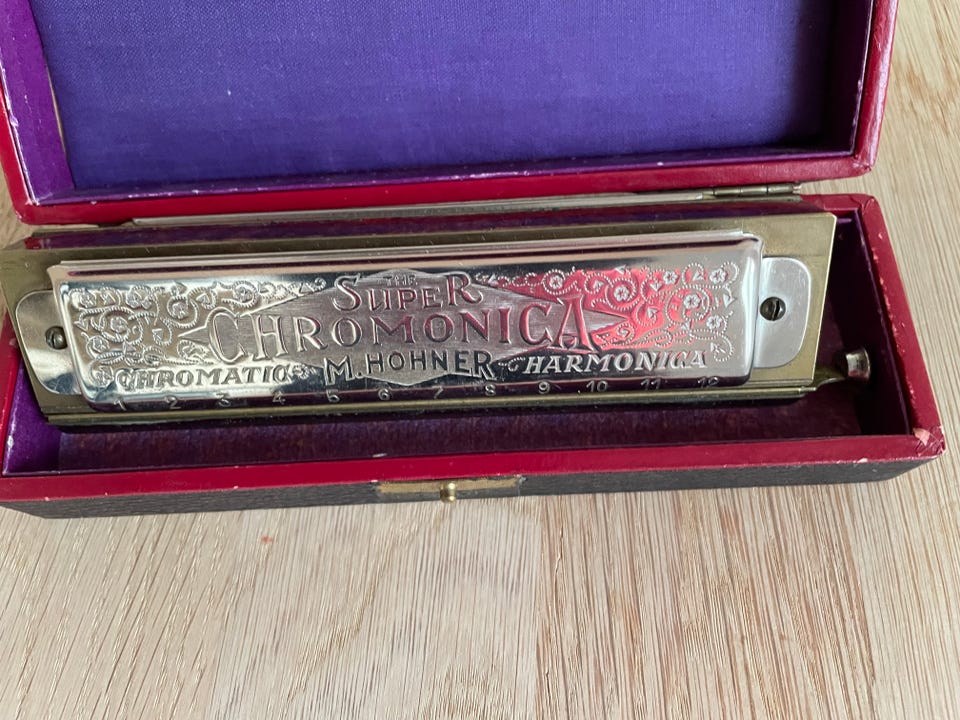 THE
SUPER
CHROMONICA
CHROMATIC M. HOHNER HARMONICA
1 2 3 4 5 6 7 8 9 10 11 12